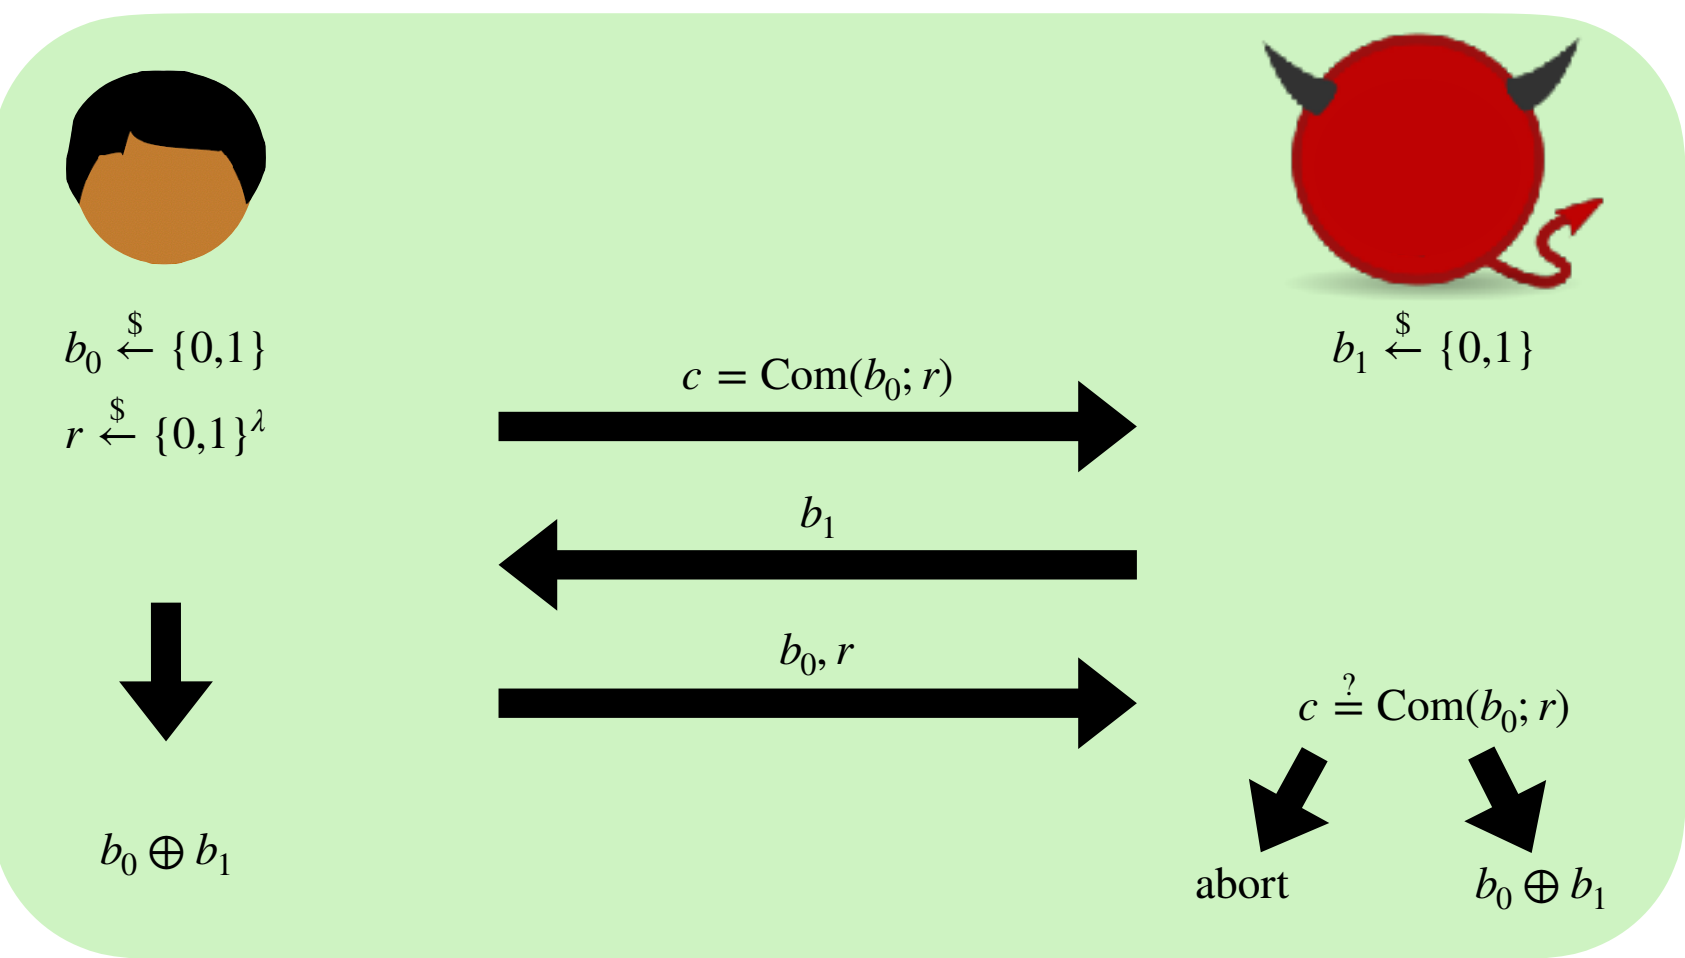 b₀ $← {0,1}
r $← {0,1}^λ
c = Com(b₀; r)
b₁
b₀, r
b₀ ⊕ b₁
b₁ $← {0,1}
c ?= Com(b₀; r)
abort
b₀ ⊕ b₁